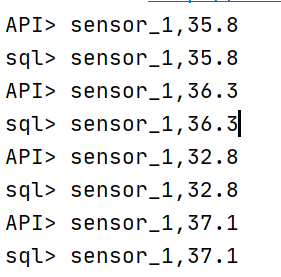 API> sensor_1,35.8
sql> sensor_1,35.8
API> sensor_1,36.3
sql> sensor_1,36.3
API> sensor_1,32.8
sql> sensor_1,32.8
API> sensor_1,37.1
sql> sensor_1,37.1